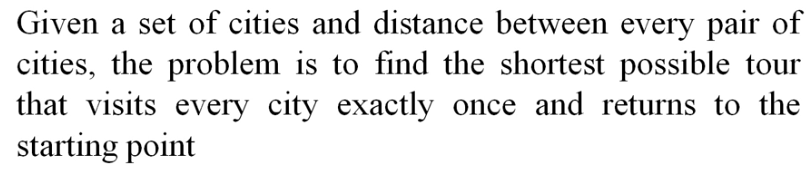 Given a set of cities and distance between every pair of
cities, the problem is to find the shortest possible tour
that visits every city exactly once and returns to the
starting point